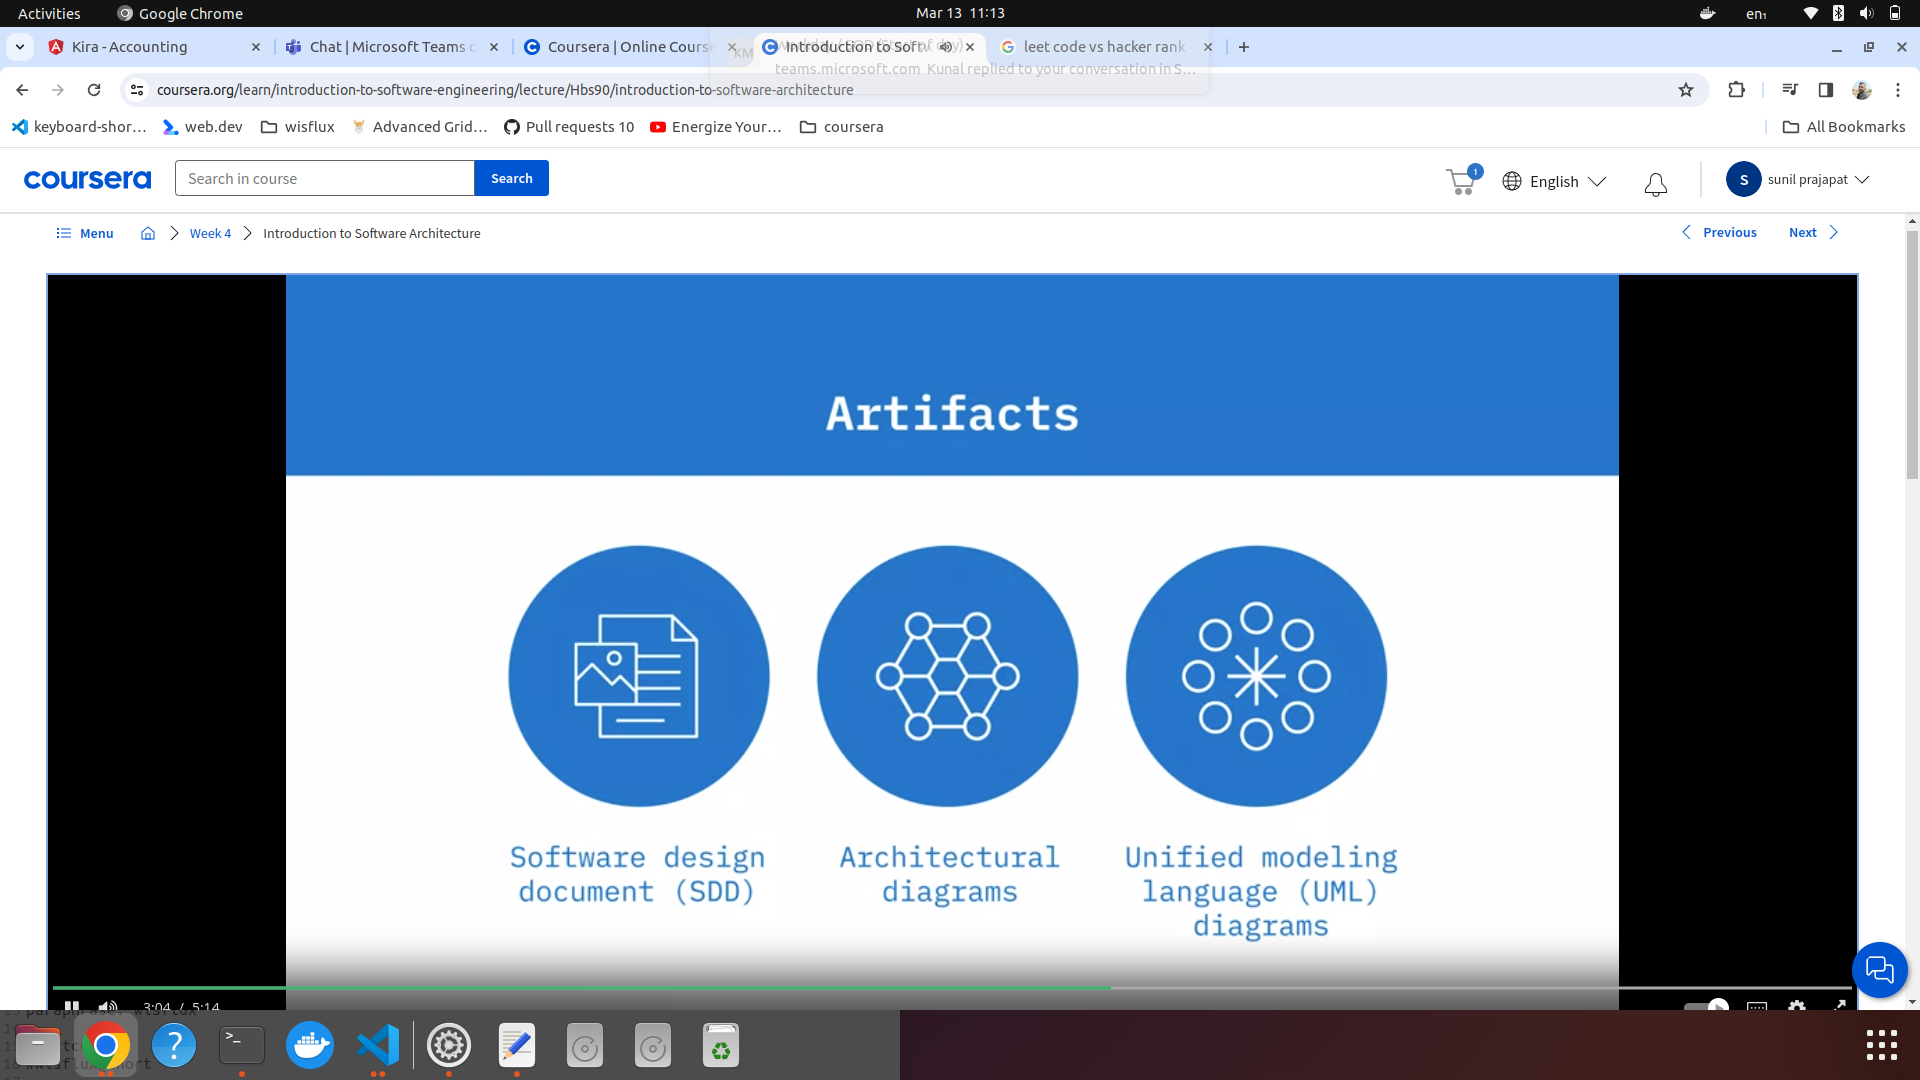 Activities
Google Chrome
Mar 13 11:13
en₁
Kira - Accounting
Chat | Microsoft Teams c
Coursera | Online Course
Introduction to Softw
leet code vs hacker rank
KM
teams.microsoft.com Kunal replied to your conversation in S…
coursera.org/learn/introduction-to-software-engineering/lecture/Hbs90/introduction-to-software-architecture
keyboard-shor…
web.dev
wisflux
Advanced Grid…
Pull requests 10
Energize Your…
coursera
All Bookmarks
coursera
Search in course
Search
1
English
S
sunil prajapat
Menu
Week 4
Introduction to Software Architecture
Previous
Next
Artifacts
Software design
document (SDD)
Architectural
diagrams
Unified modeling
language (UML)
diagrams
3:04 / 5:14